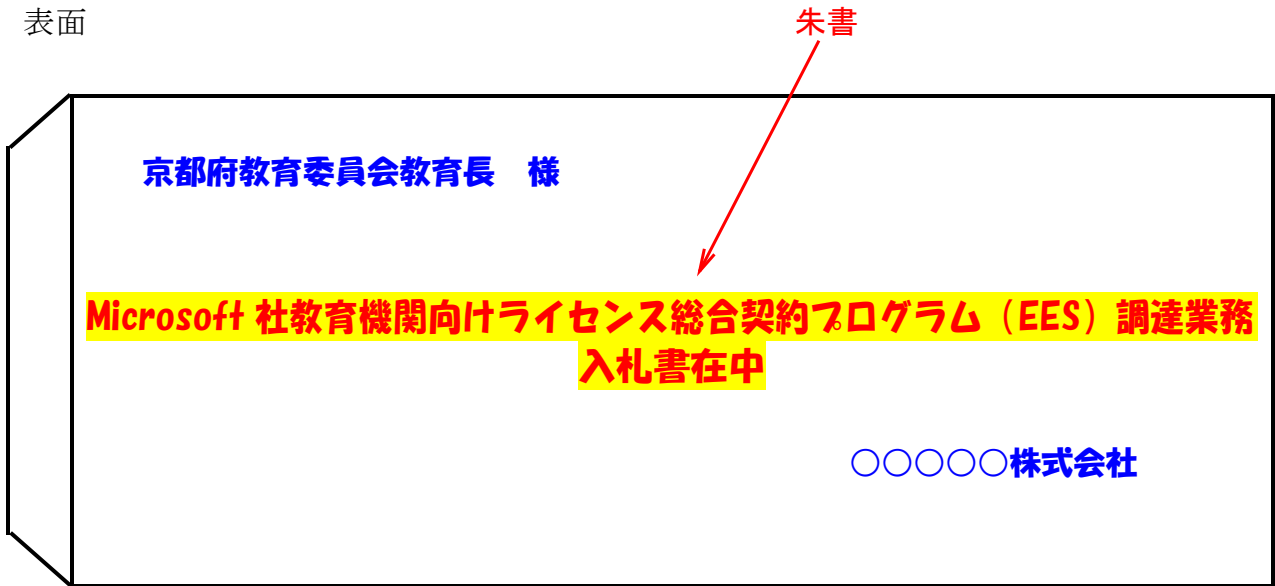 表面
朱書
京都府教育委員会教育長　様
Microsoft 社教育機関向けライセンス総合契約プログラム（EES）調達業務
入札書在中
○○○○○株式会社